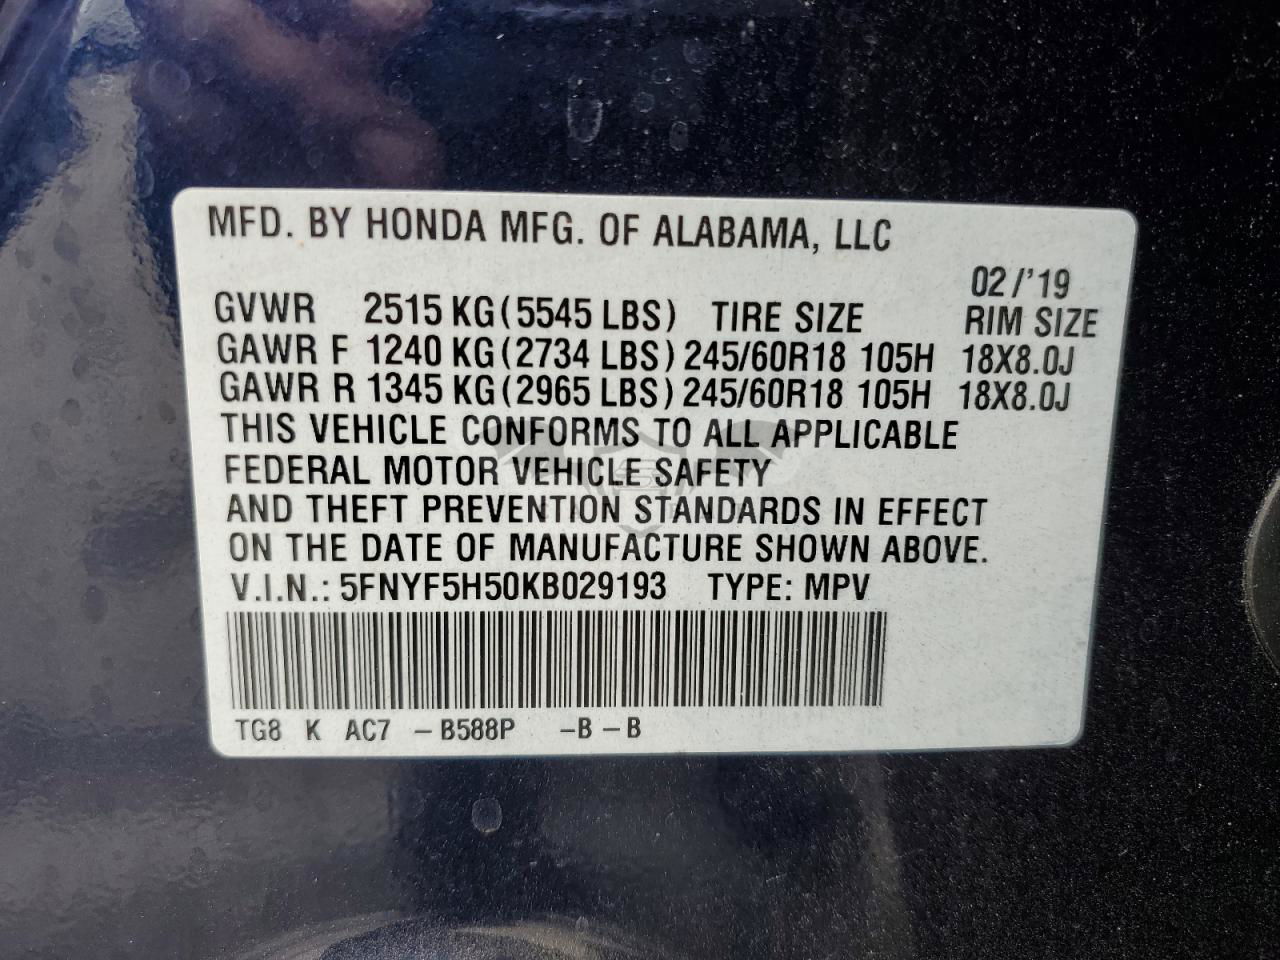 MFD. BY HONDA MFG. OF ALABAMA, LLC
02/'19
GVWR 2515 KG (5545 LBS) TIRE SIZE RIM SIZE
GAWR F 1240 KG (2734 LBS) 245/60R18 105H 18X8.0J
GAWR R 1345 KG (2965 LBS) 245/60R18 105H 18X8.0J
THIS VEHICLE CONFORMS TO ALL APPLICABLE
FEDERAL MOTOR VEHICLE SAFETY
AND THEFT PREVENTION STANDARDS IN EFFECT
ON THE DATE OF MANUFACTURE SHOWN ABOVE.
V.I.N.: 5FNYF5H50KB029193 TYPE: MPV
TG8 K AC7 -B588P -B-B